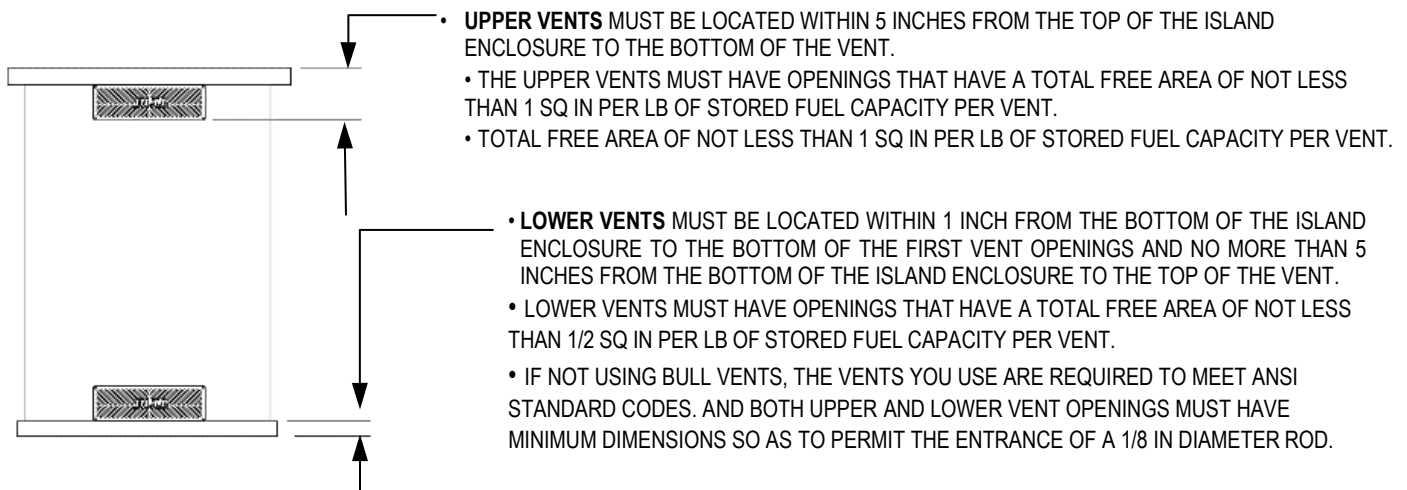 • UPPER VENTS MUST BE LOCATED WITHIN 5 INCHES FROM THE TOP OF THE ISLAND
ENCLOSURE TO THE BOTTOM OF THE VENT.
• THE UPPER VENTS MUST HAVE OPENINGS THAT HAVE A TOTAL FREE AREA OF NOT LESS
THAN 1 SQ IN PER LB OF STORED FUEL CAPACITY PER VENT.
• TOTAL FREE AREA OF NOT LESS THAN 1 SQ IN PER LB OF STORED FUEL CAPACITY PER VENT.
• LOWER VENTS MUST BE LOCATED WITHIN 1 INCH FROM THE BOTTOM OF THE ISLAND
ENCLOSURE TO THE BOTTOM OF THE FIRST VENT OPENINGS AND NO MORE THAN 5
INCHES FROM THE BOTTOM OF THE ISLAND ENCLOSURE TO THE TOP OF THE VENT.
• LOWER VENTS MUST HAVE OPENINGS THAT HAVE A TOTAL FREE AREA OF NOT LESS
THAN 1/2 SQ IN PER LB OF STORED FUEL CAPACITY PER VENT.
• IF NOT USING BULL VENTS, THE VENTS YOU USE ARE REQUIRED TO MEET ANSI
STANDARD CODES. AND BOTH UPPER AND LOWER VENT OPENINGS MUST HAVE
MINIMUM DIMENSIONS SO AS TO PERMIT THE ENTRANCE OF A 1/8 IN DIAMETER ROD.